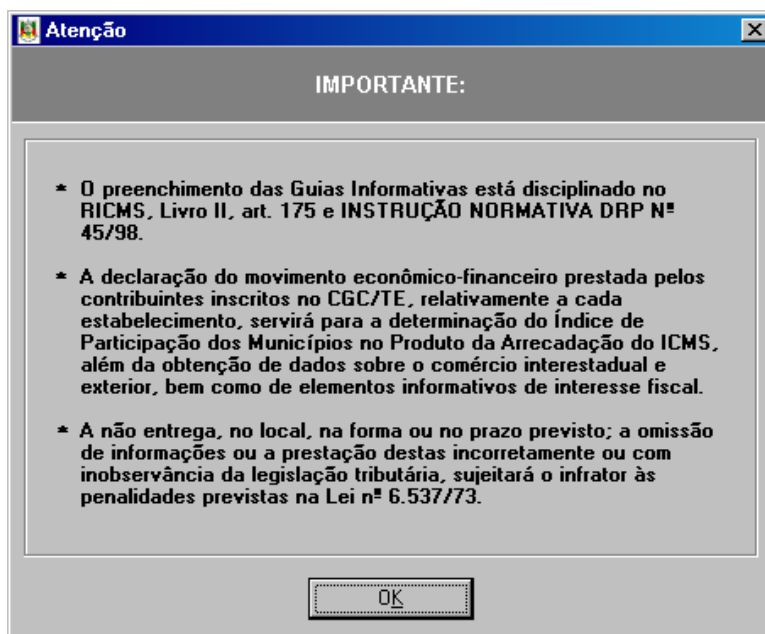 Atenção
IMPORTANTE:
* O preenchimento das Guias Informativas está disciplinado no
RICMS, Livro II, art. 175 e INSTRUÇÃO NORMATIVA DRP Nº
45/98.
* A declaração do movimento econômico-financeiro prestada pelos
contribuintes inscritos no CGC/TE, relativamente a cada
estabelecimento, servirá para a determinação do Índice de
Participação dos Municípios no Produto da Arrecadação do ICMS,
além da obtenção de dados sobre o comércio interestadual e
exterior, bem como de elementos informativos de interesse fiscal.
* A não entrega, no local, na forma ou no prazo previsto; a omissão
de informações ou a prestação destas incorretamente ou com
inobservância da legislação tributária, sujeitará o infrator às
penalidades previstas na Lei nº 6.537/73.
OK